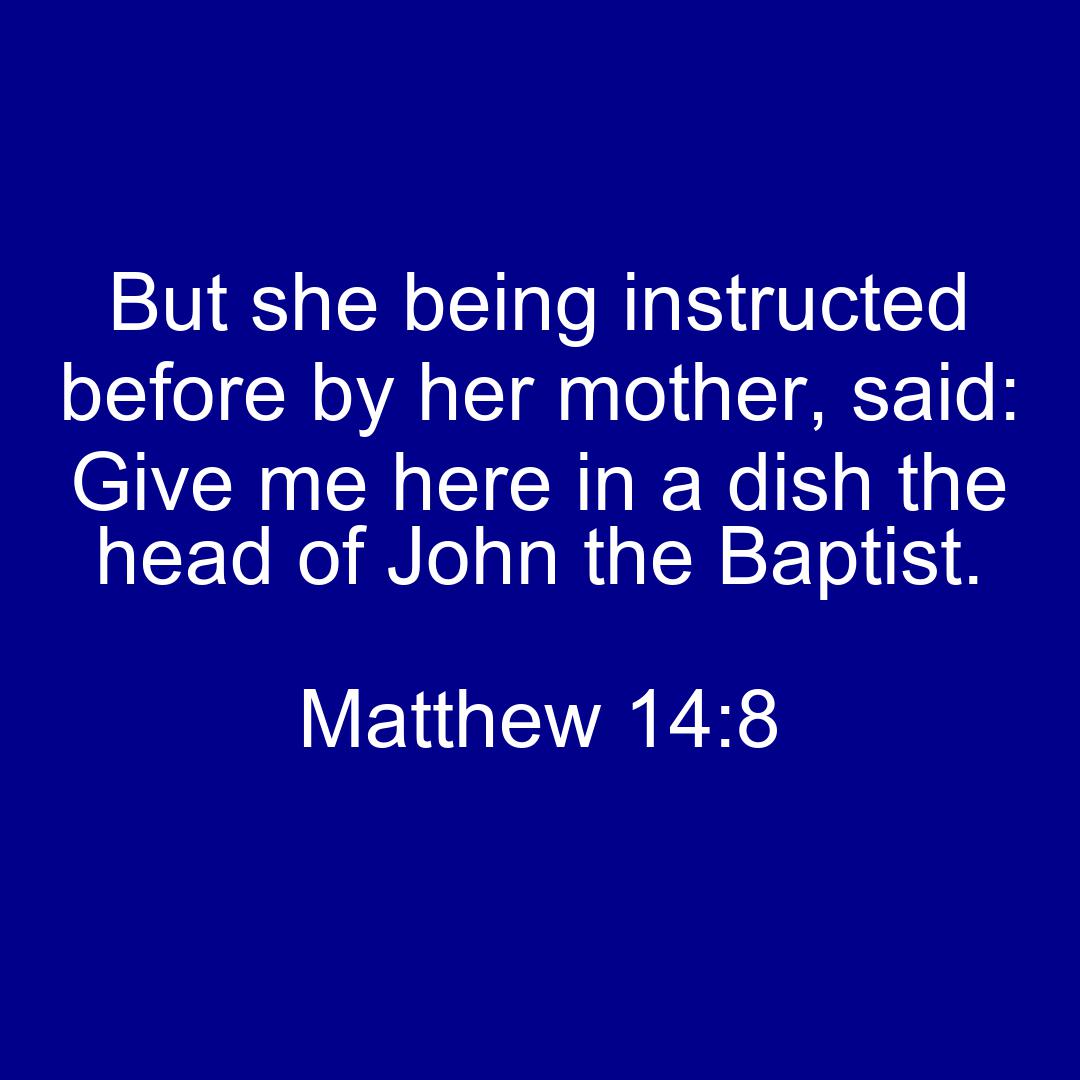 But she being instructed
before by her mother, said:
Give me here in a dish the
head of John the Baptist.
Matthew 14:8